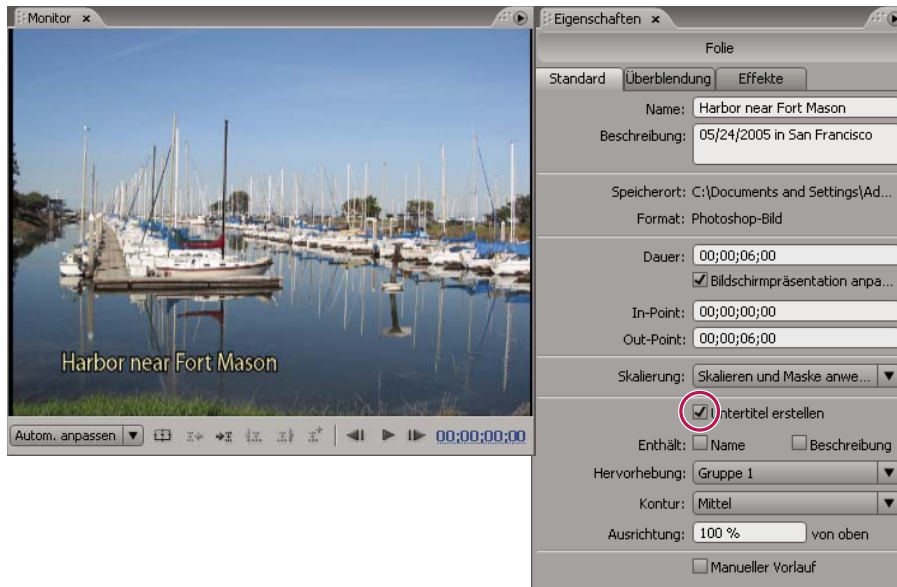 Monitor
Harbor near Fort Mason
Autom. anpassen
00;00;00;00
Eigenschaften
Folie
Standard Überblendung Effekte
Name: Harbor near Fort Mason
Beschreibung: 05/24/2005 in San Francisco
Speicherort: C:\Documents and Settings\Ad...
Format: Photoshop-Bild
Dauer: 00;00;06;00
Bildschirmpräsentation anpa...
In-Point: 00;00;00;00
Out-Point: 00;00;06;00
Skalierung: Skalieren und Maske anwe...
Untertitel erstellen
Enthält: Name Beschreibung
Hervorhebung: Gruppe 1
Kontur: Mittel
Ausrichtung: 100 % von oben
Manueller Vorlauf